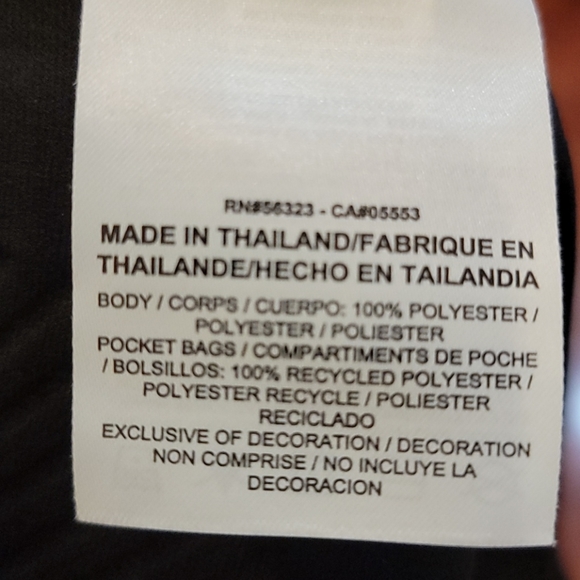 RN#56323 - CA#05553
MADE IN THAILAND/FABRIQUE EN
THAILANDE/HECHO EN TAILANDIA
BODY / CORPS / CUERPO: 100% POLYESTER /
POLYESTER / POLIESTER
POCKET BAGS / COMPARTIMENTS DE POCHE
/ BOLSILLOS: 100% RECYCLED POLYESTER /
POLYESTER RECYCLE / POLIESTER
RECICLADO
EXCLUSIVE OF DECORATION / DECORATION
NON COMPRISE / NO INCLUYE LA
DECORACION